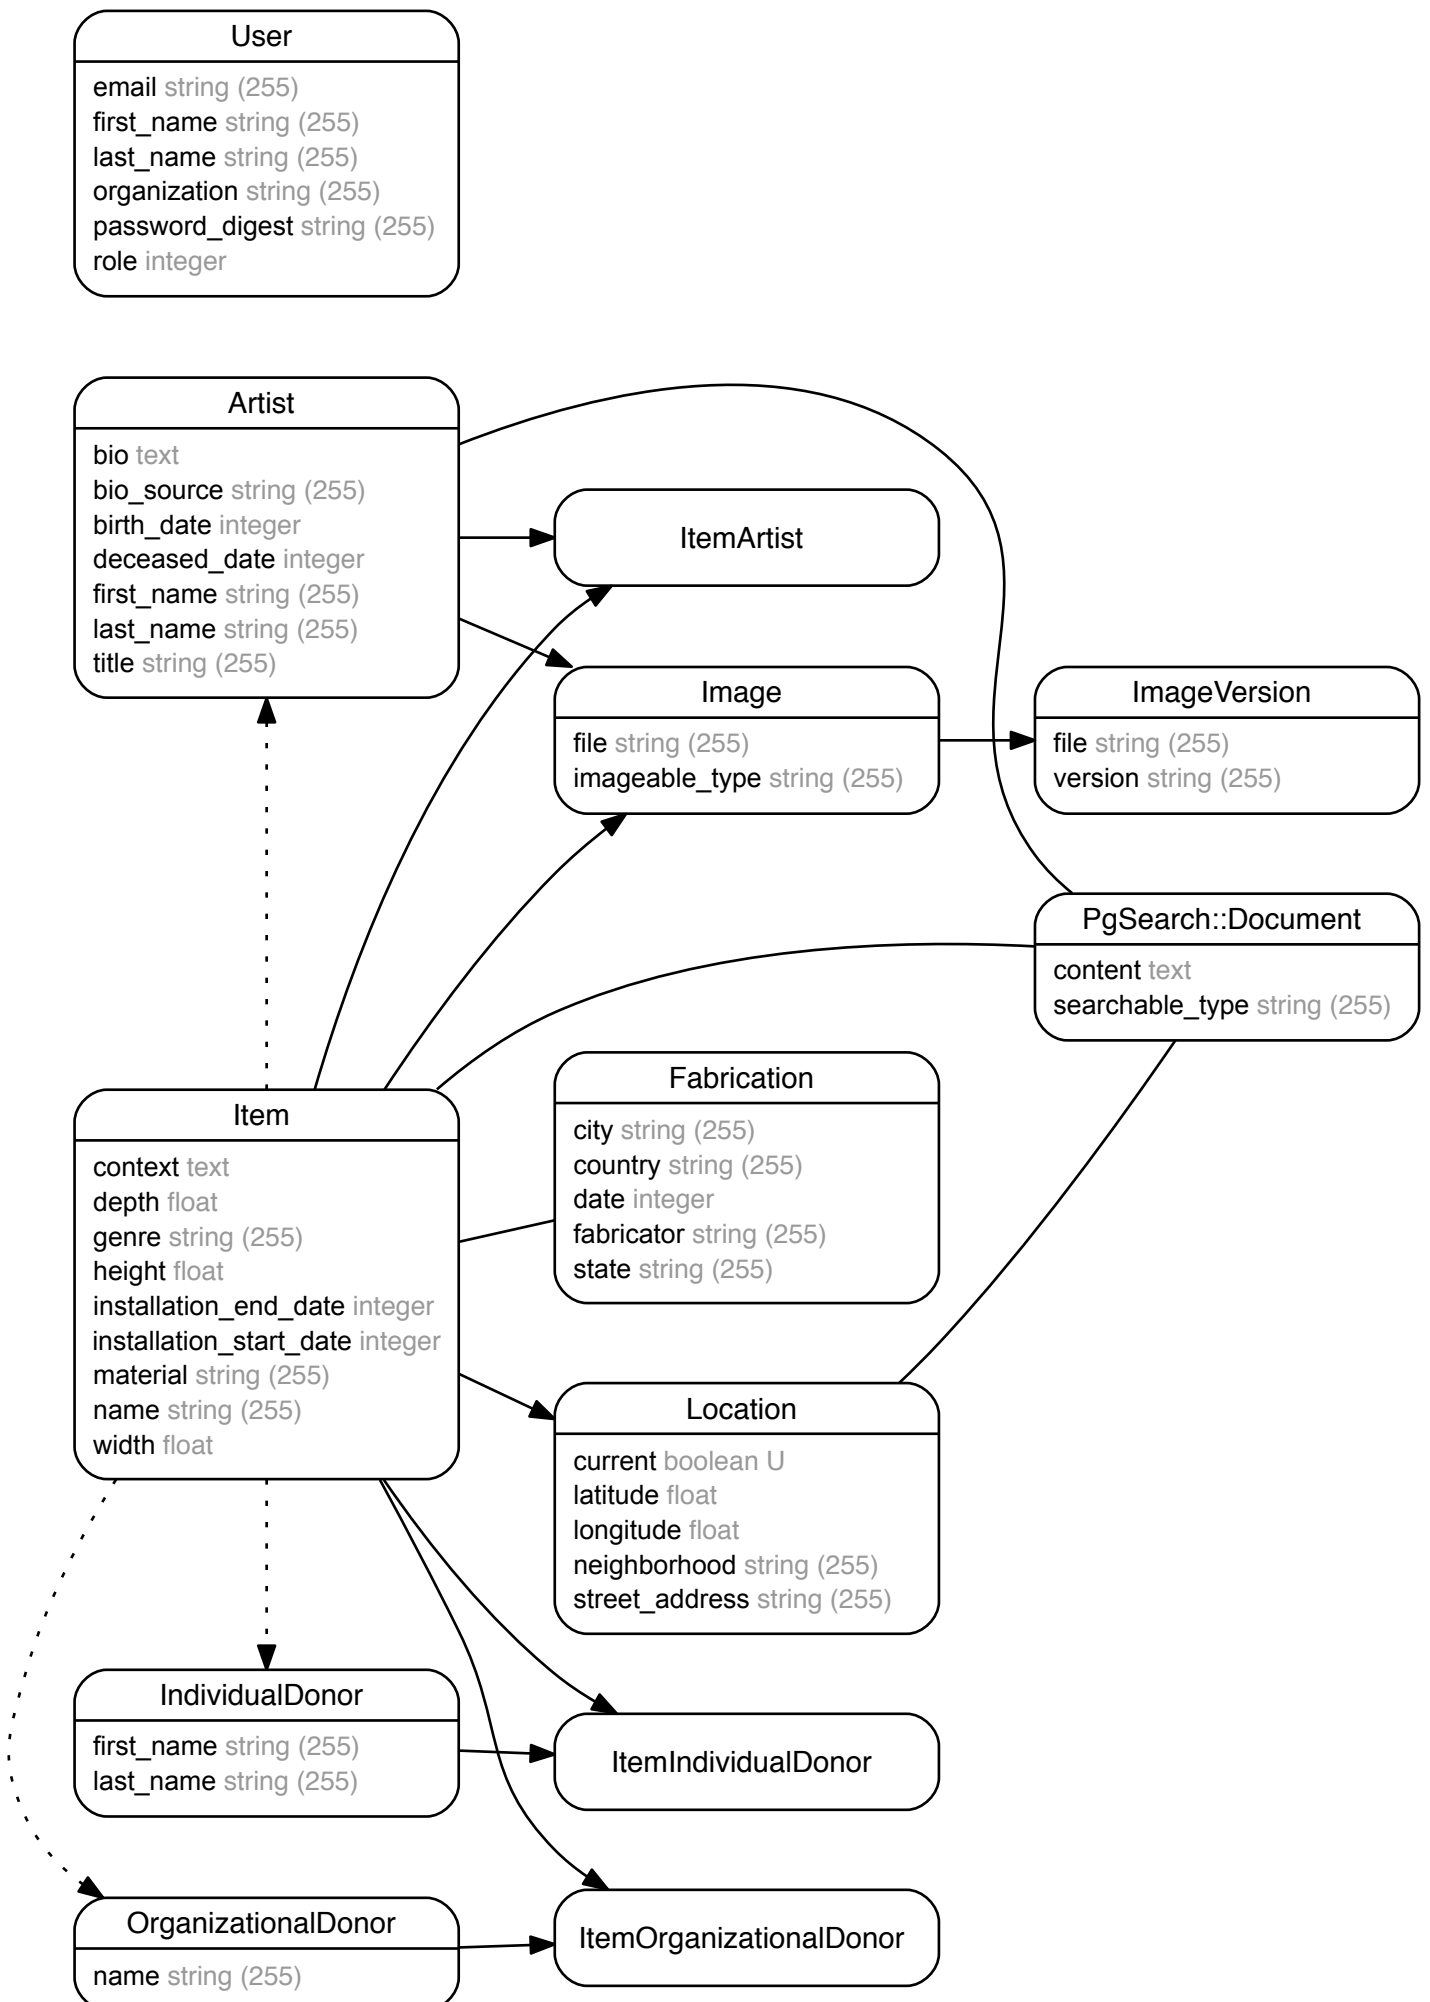 User
email string (255)
first_name string (255)
last_name string (255)
organization string (255)
password_digest string (255)
role integer
Artist
bio text
bio_source string (255)
birth_date integer
deceased_date integer
first_name string (255)
last_name string (255)
title string (255)
ItemArtist
Image
file string (255)
imageable_type string (255)
ImageVersion
file string (255)
version string (255)
PgSearch::Document
content text
searchable_type string (255)
Item
context text
depth float
genre string (255)
height float
installation_end_date integer
installation_start_date integer
material string (255)
name string (255)
width float
Fabrication
city string (255)
country string (255)
date integer
fabricator string (255)
state string (255)
Location
current boolean U
latitude float
longitude float
neighborhood string (255)
street_address string (255)
IndividualDonor
first_name string (255)
last_name string (255)
ItemIndividualDonor
OrganizationalDonor
name string (255)
ItemOrganizationalDonor